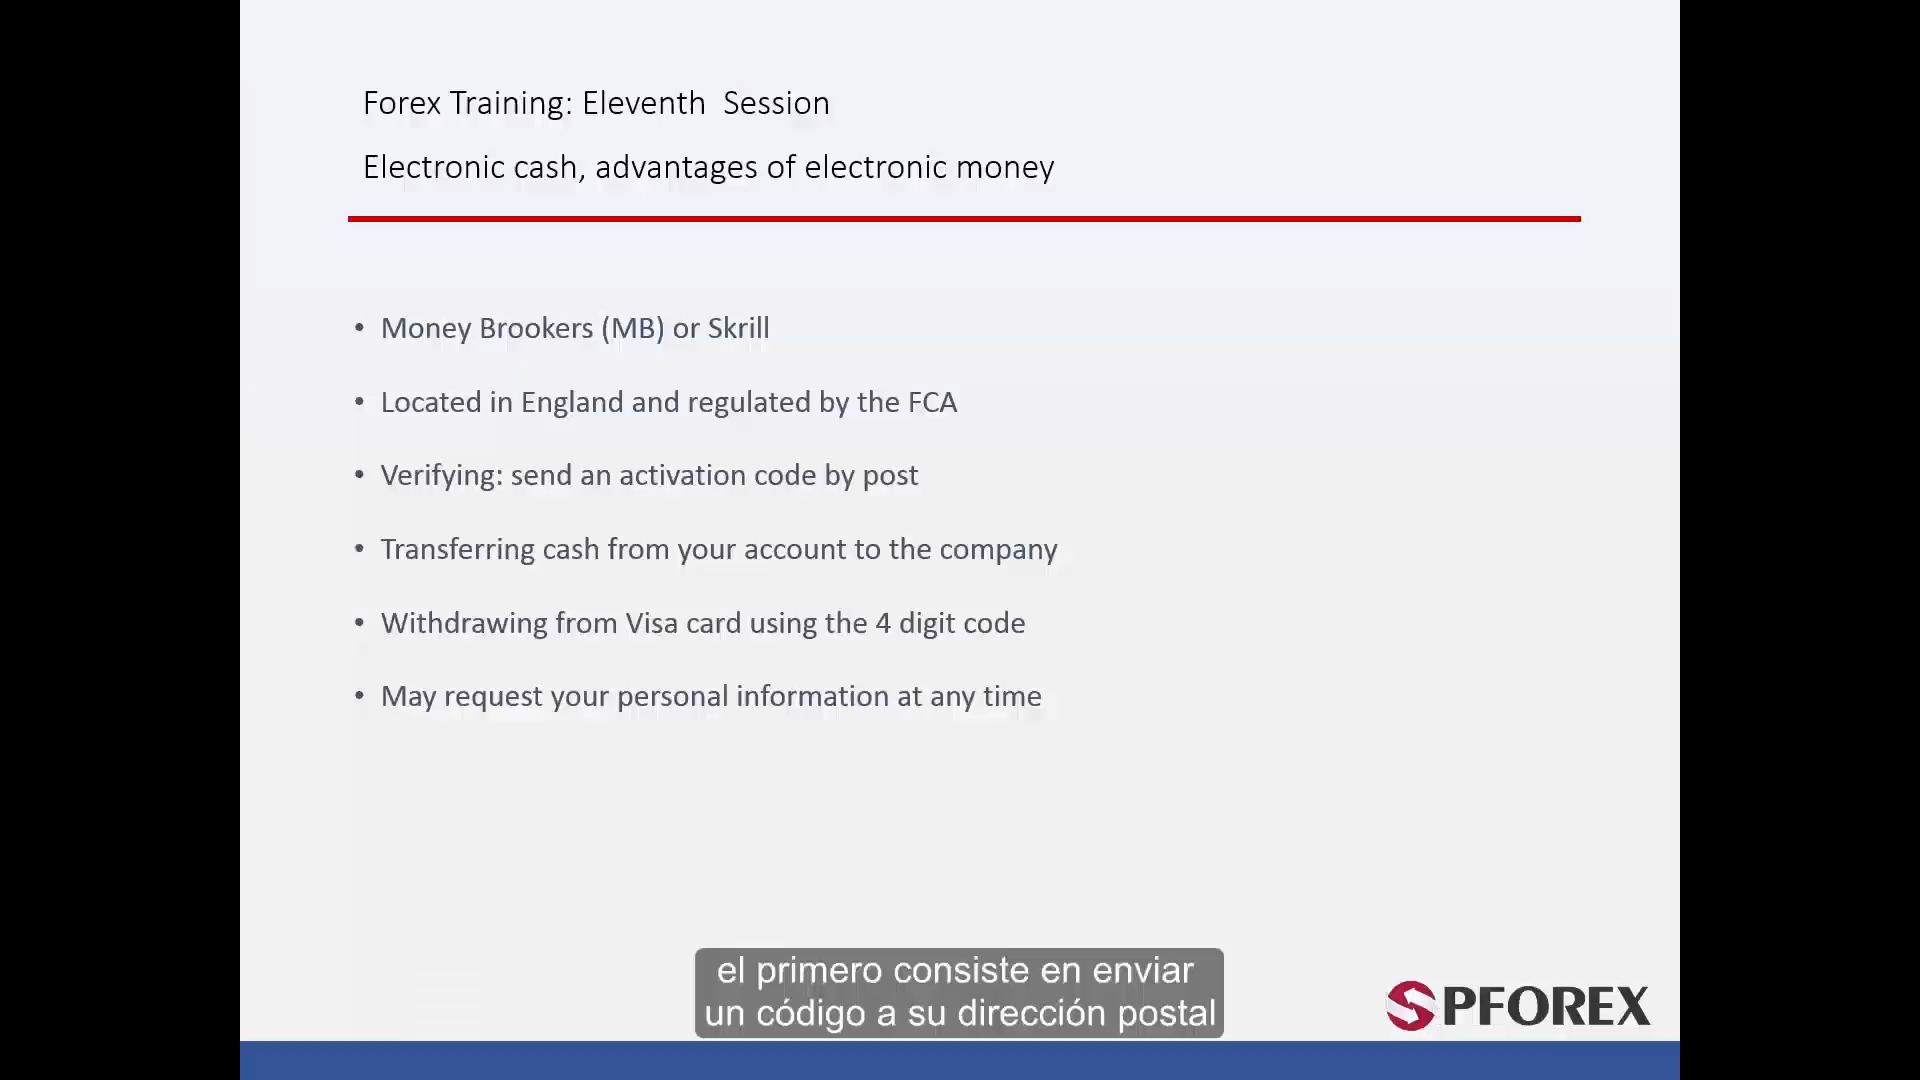 Forex Training: Eleventh Session
Electronic cash, advantages of electronic money
• Money Brookers (MB) or Skrill
• Located in England and regulated by the FCA
• Verifying: send an activation code by post
• Transferring cash from your account to the company
• Withdrawing from Visa card using the 4 digit code
• May request your personal information at any time
el primero consiste en enviar
un código a su dirección postal
SPFOREX